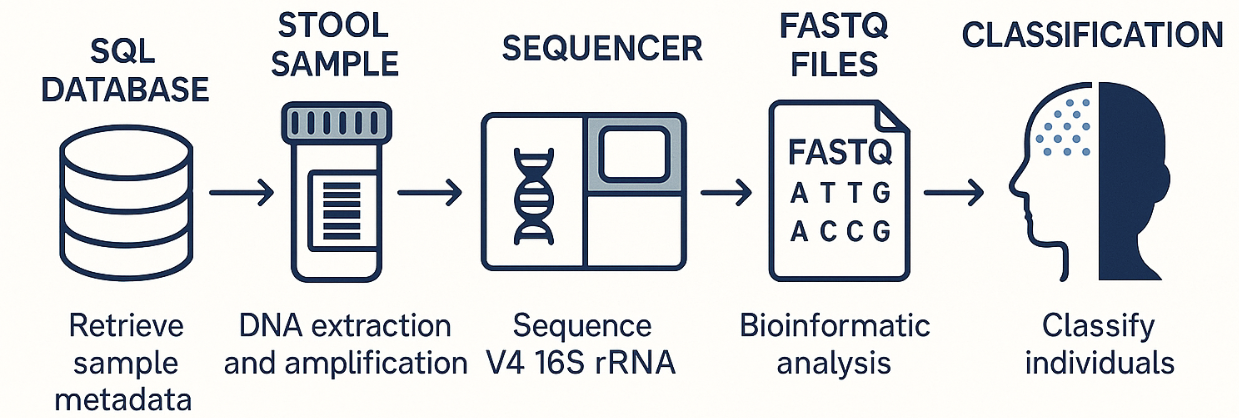 SQL
DATABASE
STOOL
SAMPLE
SEQUENCER
FASTQ
FILES
CLASSIFICATION
FASTQ
A T T G
A C C G
Retrieve
sample
metadata
DNA extraction
and amplification
Sequence
V4 16S rRNA
Bioinformatic
analysis
Classify
individuals